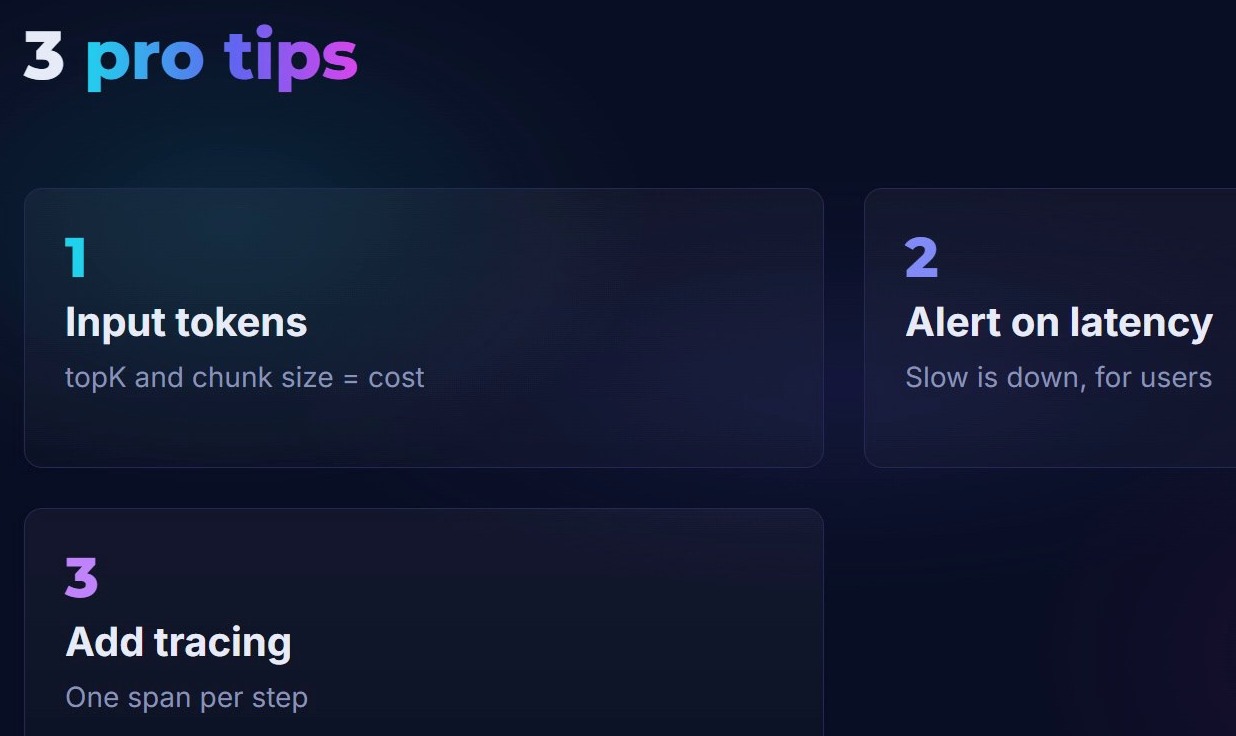 3 pro tips
1
Input tokens
topK and chunk size = cost
2
Alert on latency
Slow is down, for users
3
Add tracing
One span per step